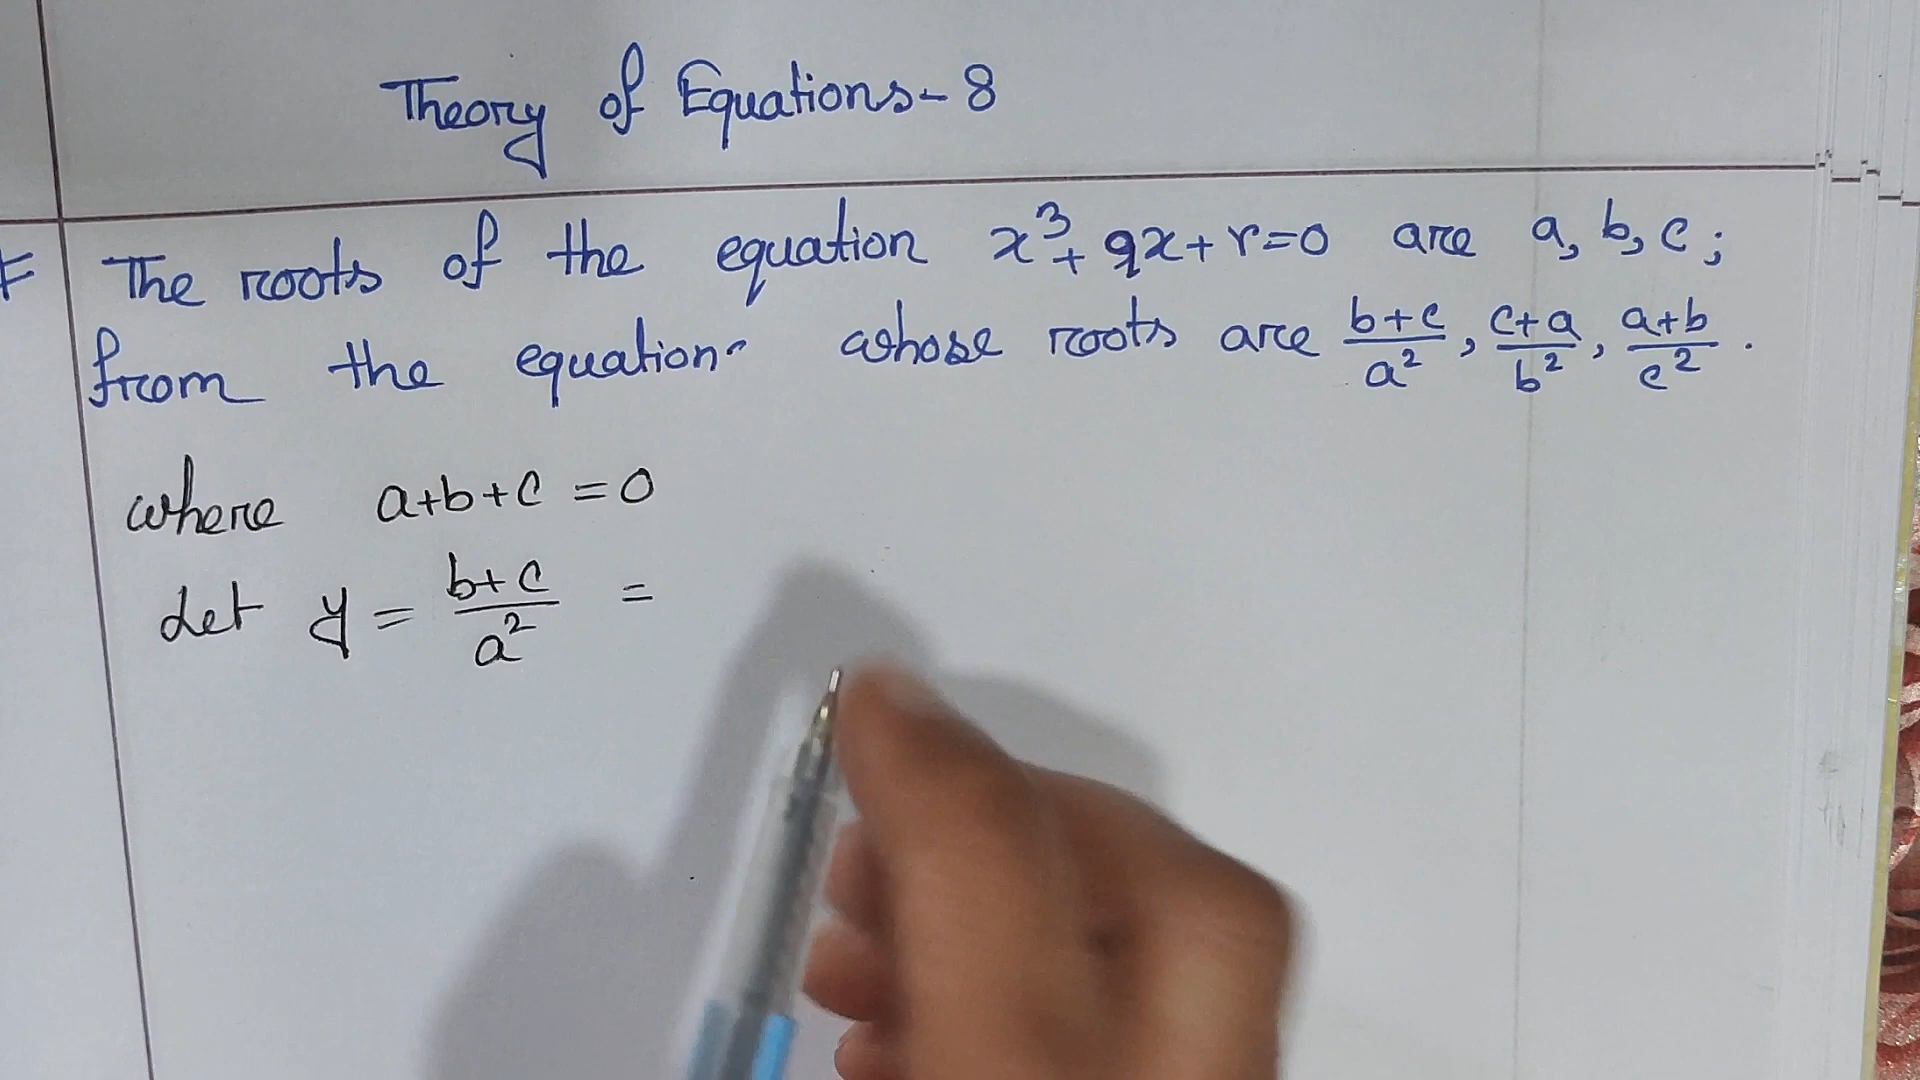 Theory of Equations-8
The roots of the equation x³+qx+r=0 are a, b, c;
from the equation whose roots are b+c/a², c+a/b², a+b/c².
where a+b+c=0
Let y = b+c/a² =